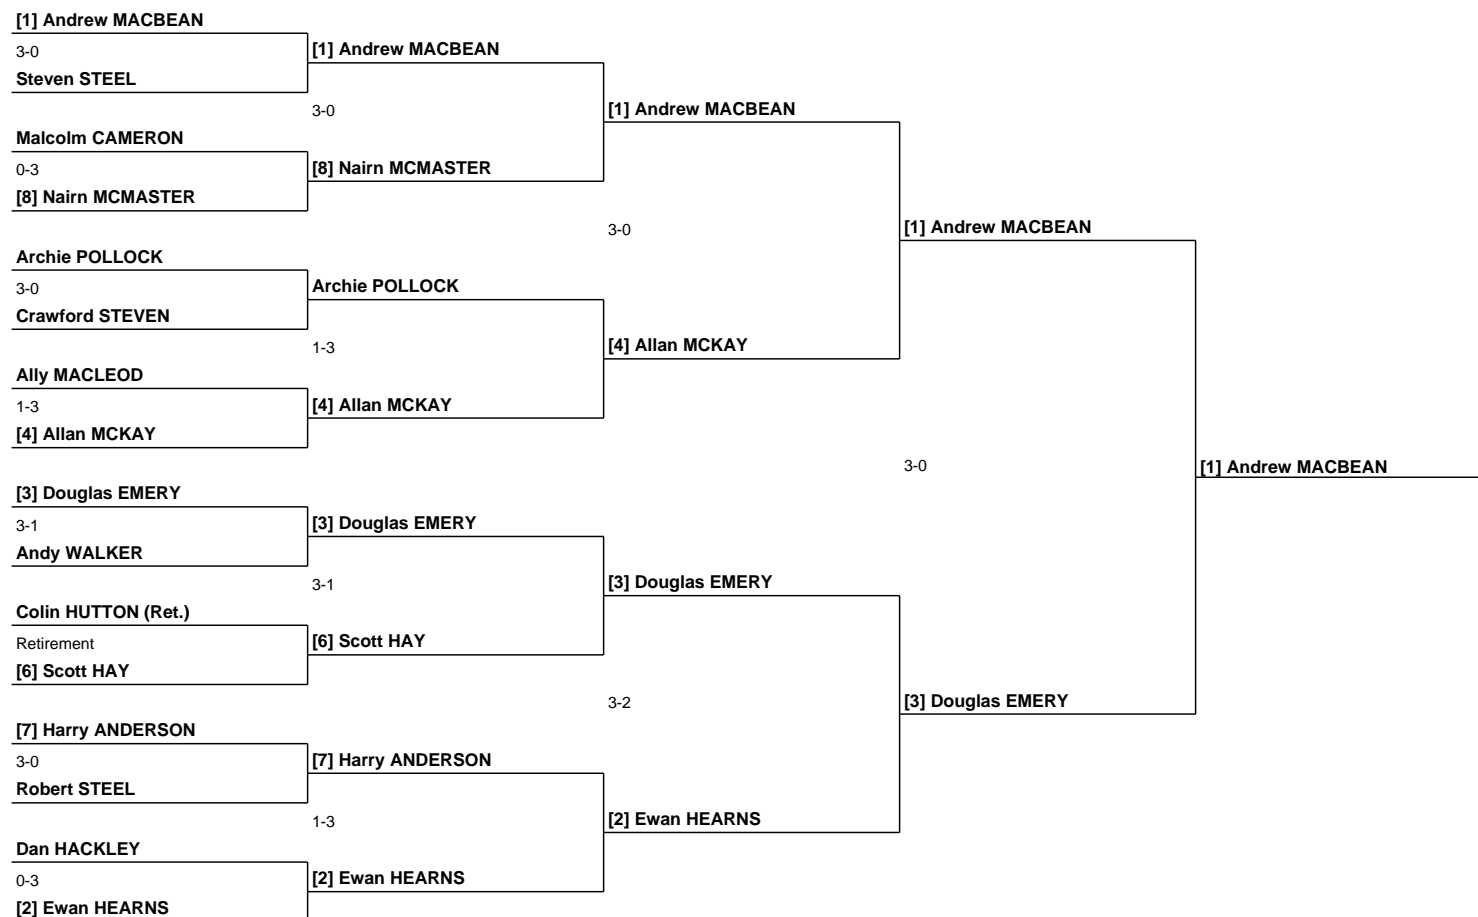 [1] Andrew MACBEAN
3-0
Steven STEEL
Malcolm CAMERON
0-3
[8] Nairn MCMASTER
Archie POLLOCK
3-0
Crawford STEVEN
Ally MACLEOD
1-3
[4] Allan MCKAY
[3] Douglas EMERY
3-1
Andy WALKER
Colin HUTTON (Ret.)
Retirement
[6] Scott HAY
[7] Harry ANDERSON
3-0
Robert STEEL
Dan HACKLEY
0-3
[2] Ewan HEARNS
[1] Andrew MACBEAN
3-0
[8] Nairn MCMASTER
Archie POLLOCK
1-3
[4] Allan MCKAY
[3] Douglas EMERY
3-1
[6] Scott HAY
[7] Harry ANDERSON
1-3
[2] Ewan HEARNS
[1] Andrew MACBEAN
3-0
[4] Allan MCKAY
[3] Douglas EMERY
3-2
[2] Ewan HEARNS
[1] Andrew MACBEAN
3-0
[3] Douglas EMERY
[1] Andrew MACBEAN